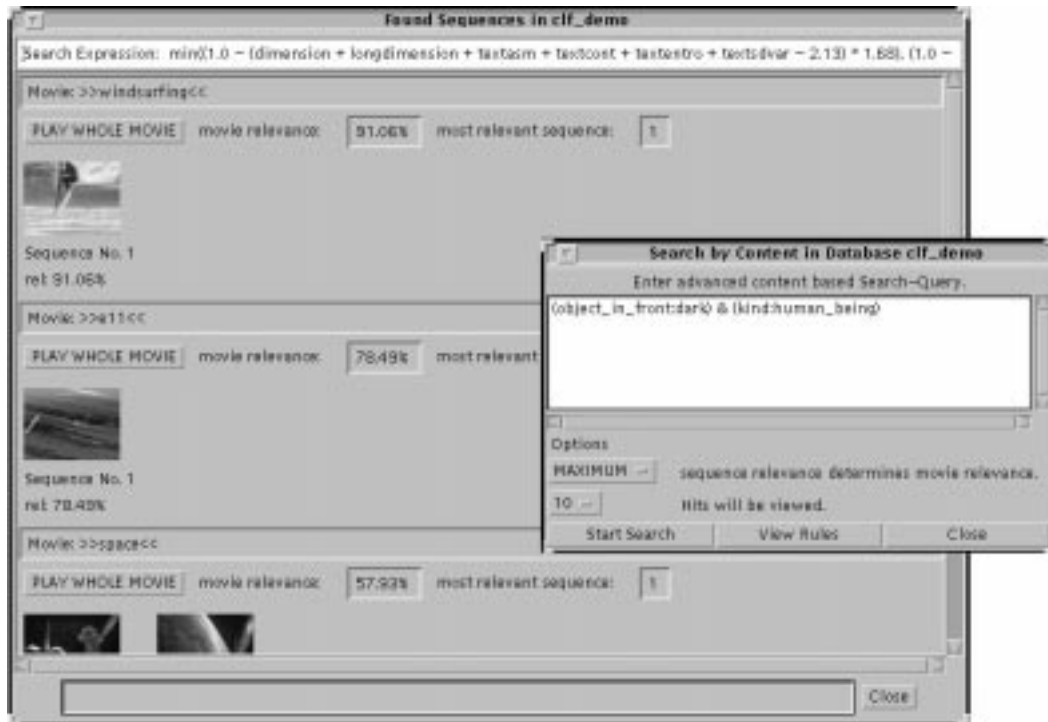 Found Sequences in clf_demo
Search Expression: min((1.0 - (dimension + longdimension + textasm + textcont + textentro + textsdvar - 2.13) * 1.68), (1.0 -
Movie: >>windsurfing<<
PLAY WHOLE MOVIE movie relevance: 91.06% most relevant sequence: 1
Sequence No. 1
rel: 91.06%
Movie: >>e11<<
PLAY WHOLE MOVIE movie relevance: 78.49% most relevant
Sequence No. 1
rel: 78.49%
Movie: >>space<<
PLAY WHOLE MOVIE movie relevance: 57.93% most relevant sequence: 1
Close
Search by Content in Database clf_demo
Enter advanced content based Search-Query.
(object_in_front:dark) & (kind:human_being)
Options
MAXIMUM sequence relevance determines movie relevance.
10 Hits will be viewed.
Start Search View Rules Close